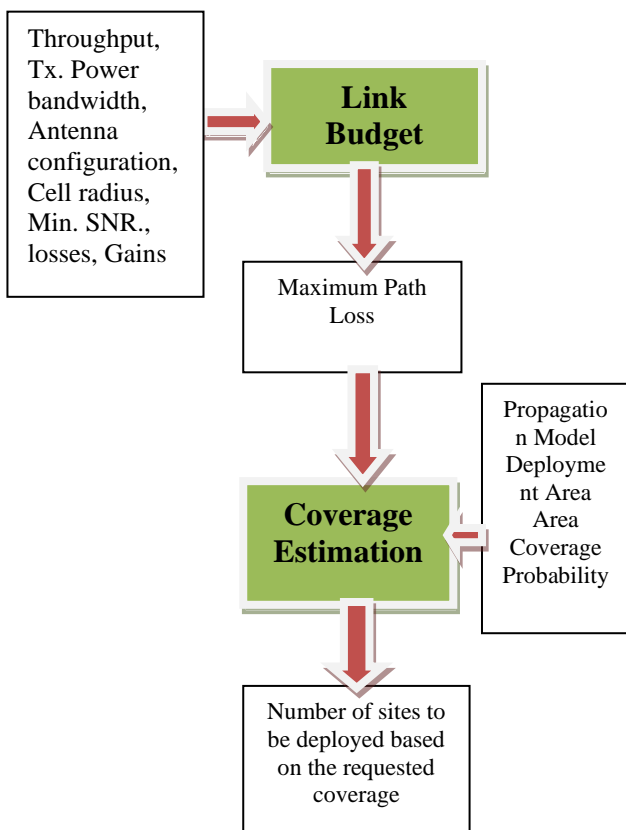 Throughput,
Tx. Power
bandwidth,
Antenna
configuration,
Cell radius,
Min. SNR.,
losses, Gains
Link
Budget
Maximum Path
Loss
Propagatio
n Model
Deployme
nt Area
Area
Coverage
Probability
Coverage
Estimation
Number of sites to
be deployed based
on the requested
coverage